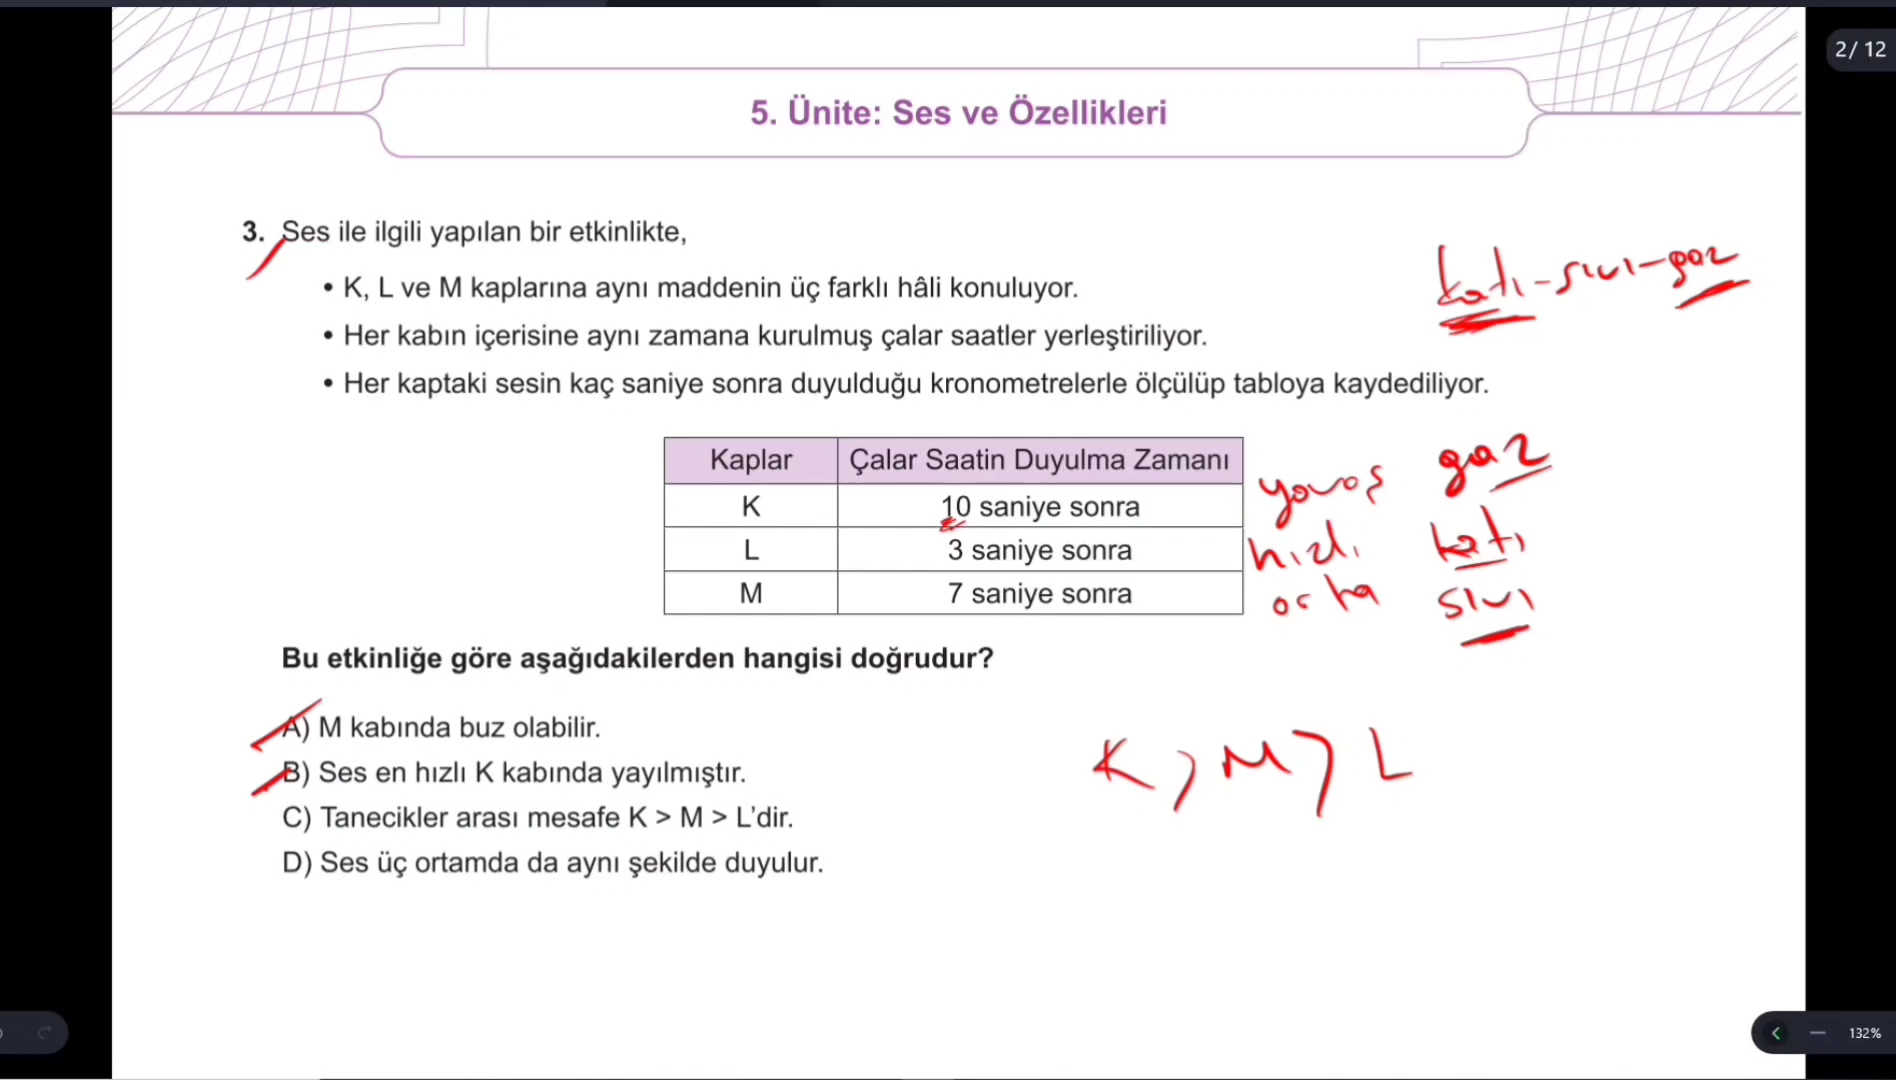 2/ 12
5. Ünite: Ses ve Özellikleri
3. Ses ile ilgili yapılan bir etkinlikte,
katı-sıvı-gaz
• K, L ve M kaplarına aynı maddenin üç farklı hâli konuluyor.
• Her kabın içerisine aynı zamana kurulmuş çalar saatler yerleştiriliyor.
• Her kaptaki sesin kaç saniye sonra duyulduğu kronometrelerle ölçülüp tabloya kaydediliyor.
Kaplar Çalar Saatin Duyulma Zamanı
K 10 saniye sonra yavaş gaz
L 3 saniye sonra hızlı katı
M 7 saniye sonra orta sıvı
Bu etkinliğe göre aşağıdakilerden hangisi doğrudur?
A) M kabında buz olabilir.
B) Ses en hızlı K kabında yayılmıştır.
K > M > L
C) Tanecikler arası mesafe K > M > L’dir.
D) Ses üç ortamda da aynı şekilde duyulur.
132%